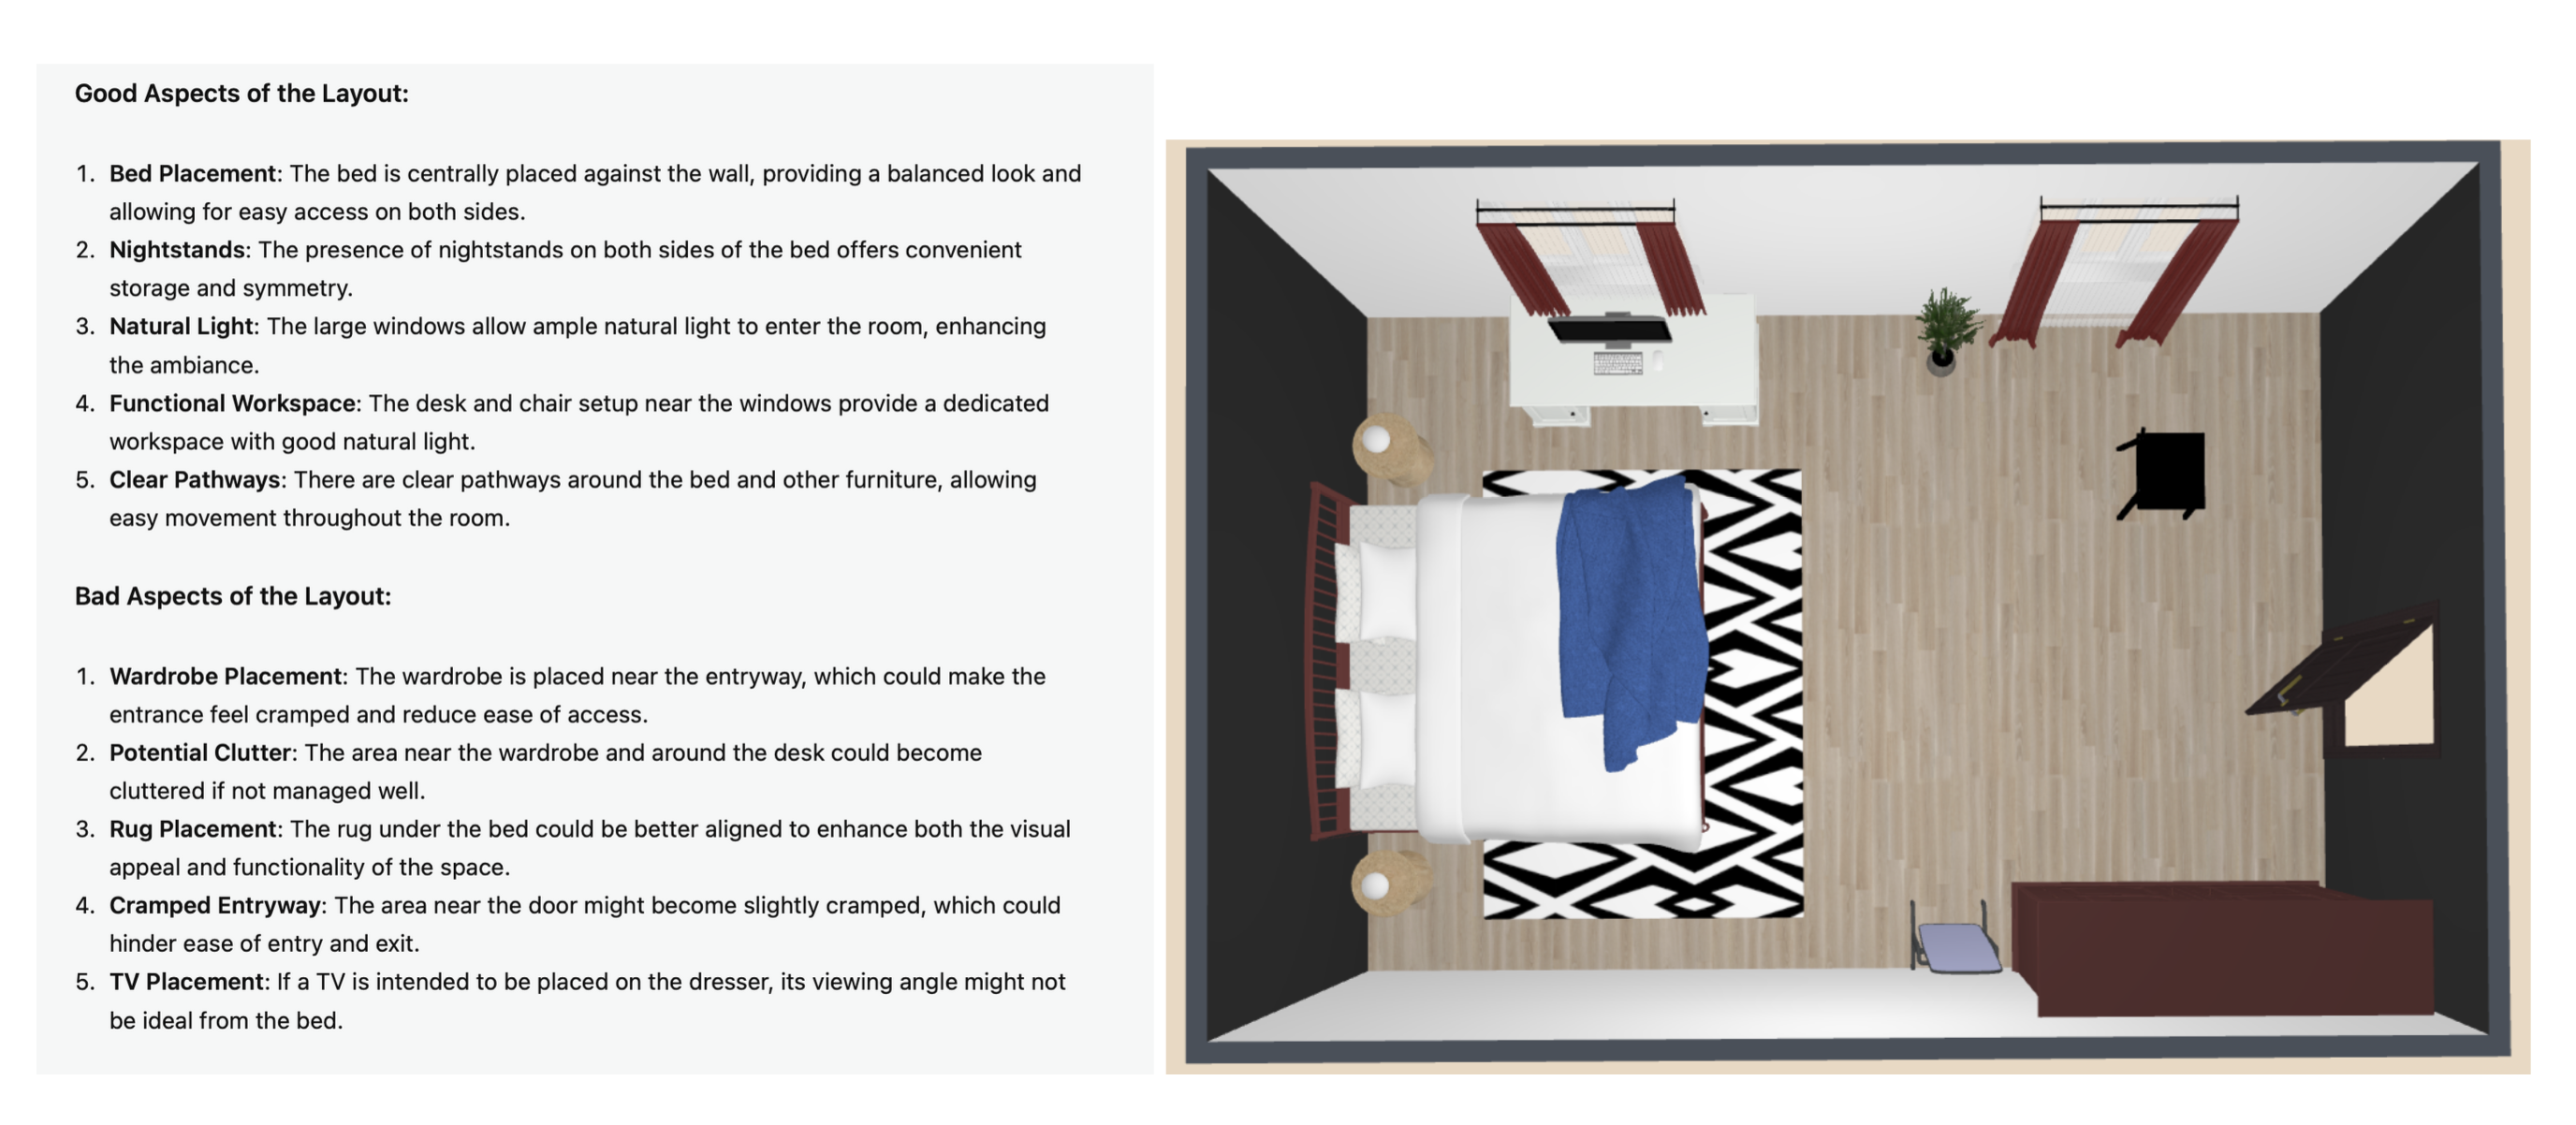 Good Aspects of the Layout:
1. Bed Placement: The bed is centrally placed against the wall, providing a balanced look and
allowing for easy access on both sides.
2. Nightstands: The presence of nightstands on both sides of the bed offers convenient
storage and symmetry.
3. Natural Light: The large windows allow ample natural light to enter the room, enhancing
the ambiance.
4. Functional Workspace: The desk and chair setup near the windows provide a dedicated
workspace with good natural light.
5. Clear Pathways: There are clear pathways around the bed and other furniture, allowing
easy movement throughout the room.
Bad Aspects of the Layout:
1. Wardrobe Placement: The wardrobe is placed near the entryway, which could make the
entrance feel cramped and reduce ease of access.
2. Potential Clutter: The area near the wardrobe and around the desk could become
cluttered if not managed well.
3. Rug Placement: The rug under the bed could be better aligned to enhance both the visual
appeal and functionality of the space.
4. Cramped Entryway: The area near the door might become slightly cramped, which could
hinder ease of entry and exit.
5. TV Placement: If a TV is intended to be placed on the dresser, its viewing angle might not
be ideal from the bed.